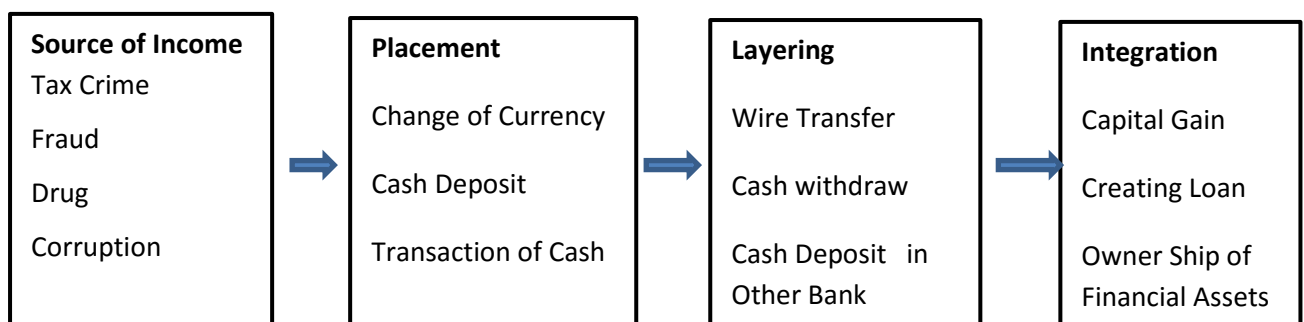 Source of Income
Tax Crime
Fraud
Drug
Corruption
Placement
Change of Currency
Cash Deposit
Transaction of Cash
Layering
Wire Transfer
Cash withdraw
Cash Deposit in
Other Bank
Integration
Capital Gain
Creating Loan
Owner Ship of
Financial Assets